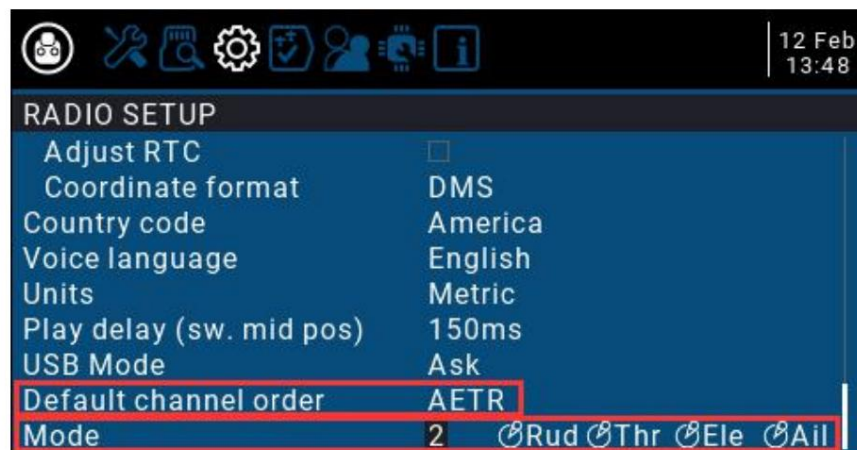 12 Feb
13:48
RADIO SETUP
Adjust RTC
Coordinate format DMS
Country code America
Voice language English
Units Metric
Play delay (sw. mid pos) 150ms
USB Mode Ask
Default channel order AETR
Mode 2 Rud Thr Ele Ail